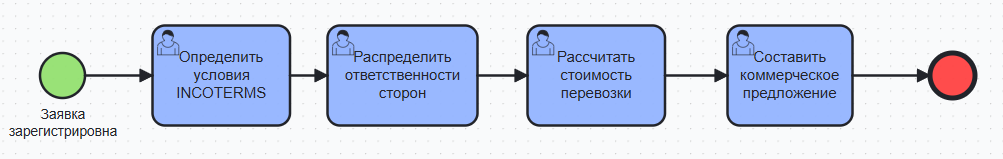 Заявка
зарегистрировна
Определить
условия
INCOTERMS
Распределить
ответственности
сторон
Рассчитать
стоимость
перевозки
Составить
коммерческое
предложение